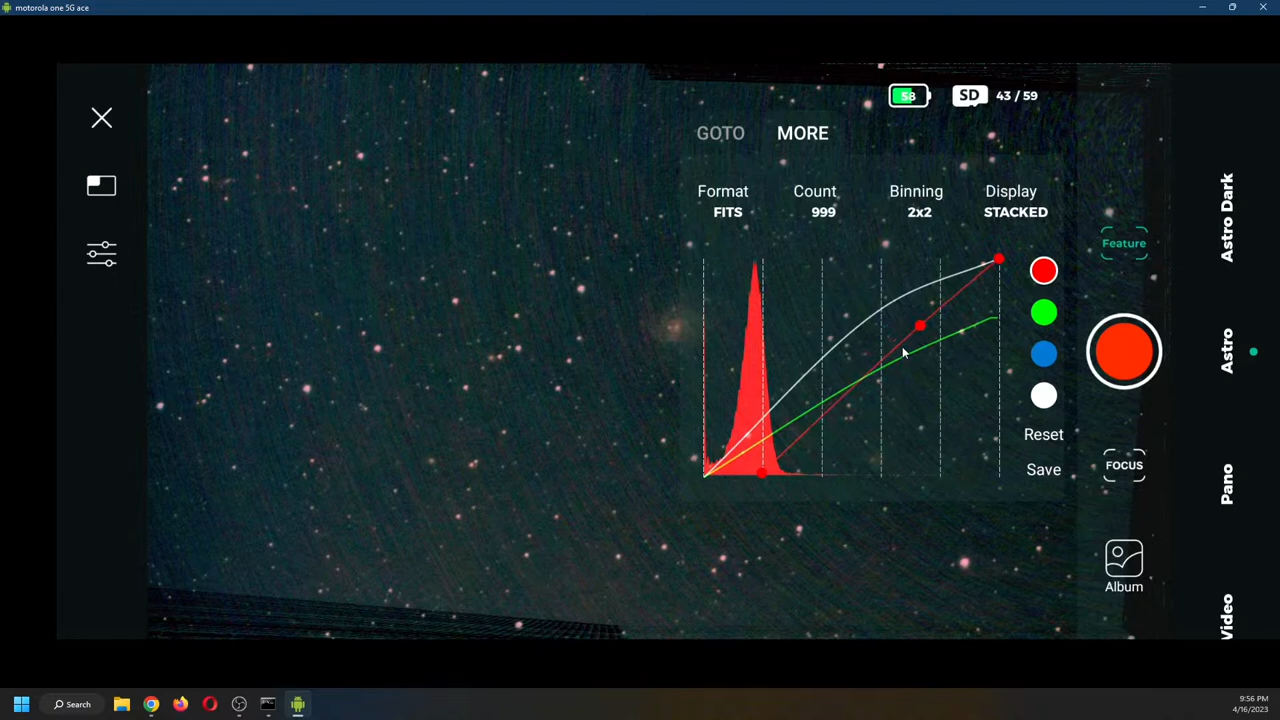 motorola one 5G ace
58
SD
43 / 59
GOTO
MORE
Format
FITS
Count
999
Binning
2x2
Display
STACKED
Reset
Save
Feature
FOCUS
Album
Astro Dark
Astro
Pano
Video
Search
9:56 PM
4/16/2023